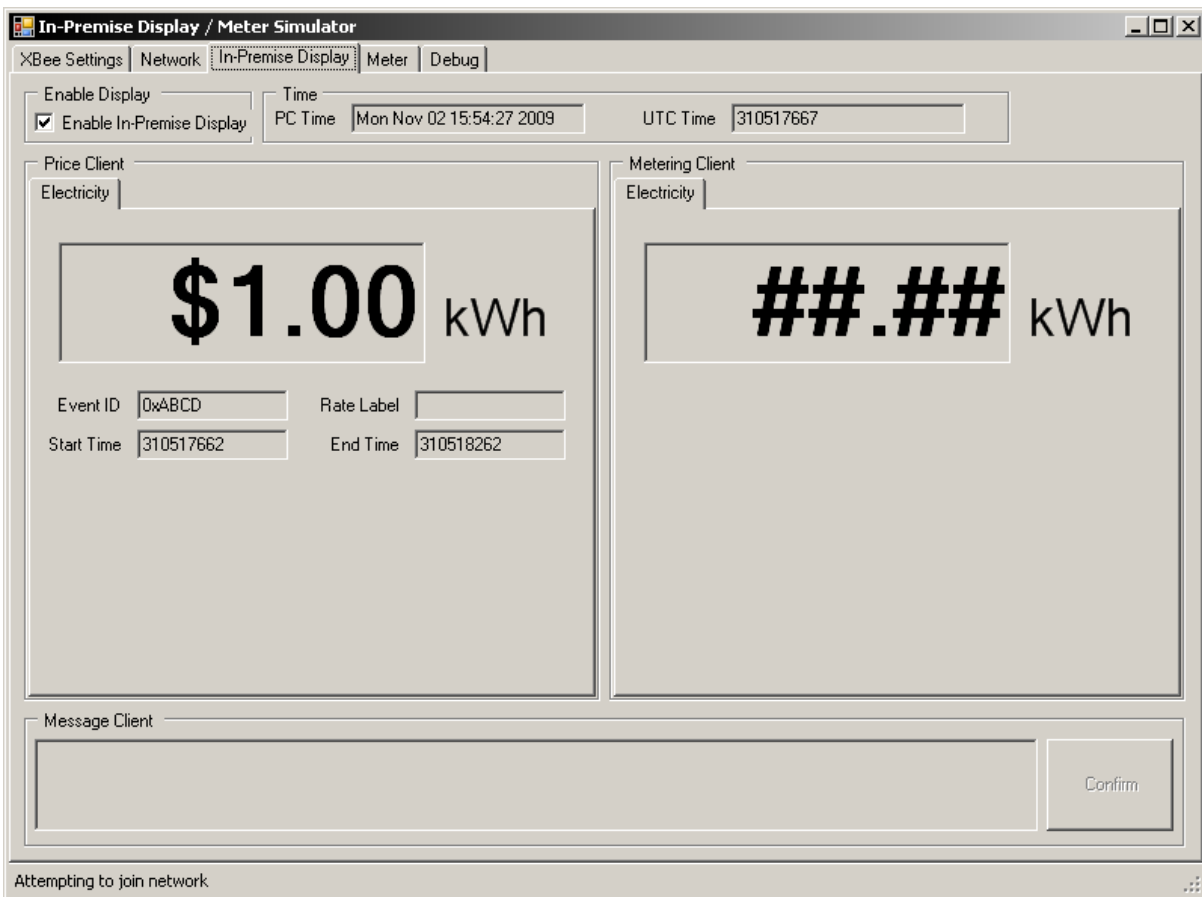 In-Premise Display / Meter Simulator
XBee Settings Network In-Premise Display Meter Debug
Enable Display
Enable In-Premise Display
Time
PC Time Mon Nov 02 15:54:27 2009 UTC Time 310517667
Price Client
Electricity
$1.00 kWh
Event ID 0xABCD Rate Label
Start Time 310517662 End Time 310518262
Metering Client
Electricity
##.## kWh
Message Client
Confirm
Attempting to join network